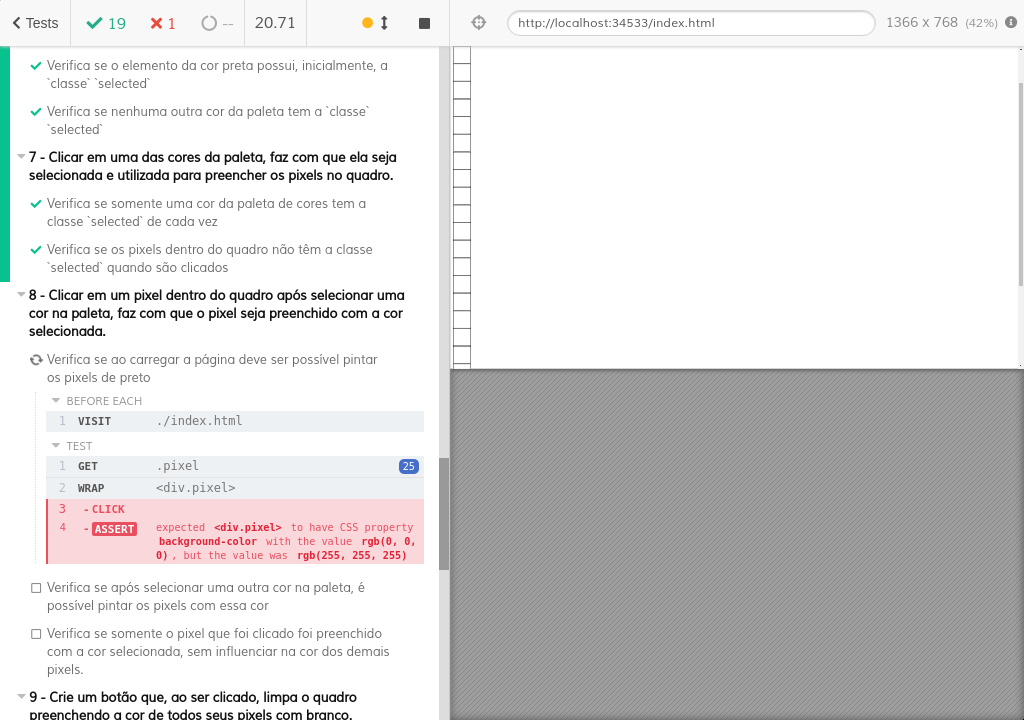 Tests 19 1 -- 20.71 http://localhost:34533/index.html 1366 x 768 (42%)
Verifica se o elemento da cor preta possui, inicialmente, a
`classe` `selected`
Verifica se nenhuma outra cor da paleta tem a `classe`
`selected`
7 - Clicar em uma das cores da paleta, faz com que ela seja
selecionada e utilizada para preencher os pixels no quadro.
Verifica se somente uma cor da paleta de cores tem a
classe `selected` de cada vez
Verifica se os pixels dentro do quadro não têm a classe
`selected` quando são clicados
8 - Clicar em um pixel dentro do quadro após selecionar uma
cor na paleta, faz com que o pixel seja preenchido com a cor
selecionada.
Verifica se ao carregar a página deve ser possível pintar
os pixels de preto
BEFORE EACH
1 VISIT ./index.html
TEST
1 GET .pixel 25
2 WRAP <div.pixel>
3 -CLICK
4 -ASSERT expected <div.pixel> to have CSS property
background-color with the value rgb(0, 0,
0), but the value was rgb(255, 255, 255)
Verifica se após selecionar uma outra cor na paleta, é
possível pintar os pixels com essa cor
Verifica se somente o pixel que foi clicado foi preenchido
com a cor selecionada, sem influenciar na cor dos demais
pixels.
9 - Crie um botão que, ao ser clicado, limpa o quadro
preenchendo a cor de todos seus pixels com branco.